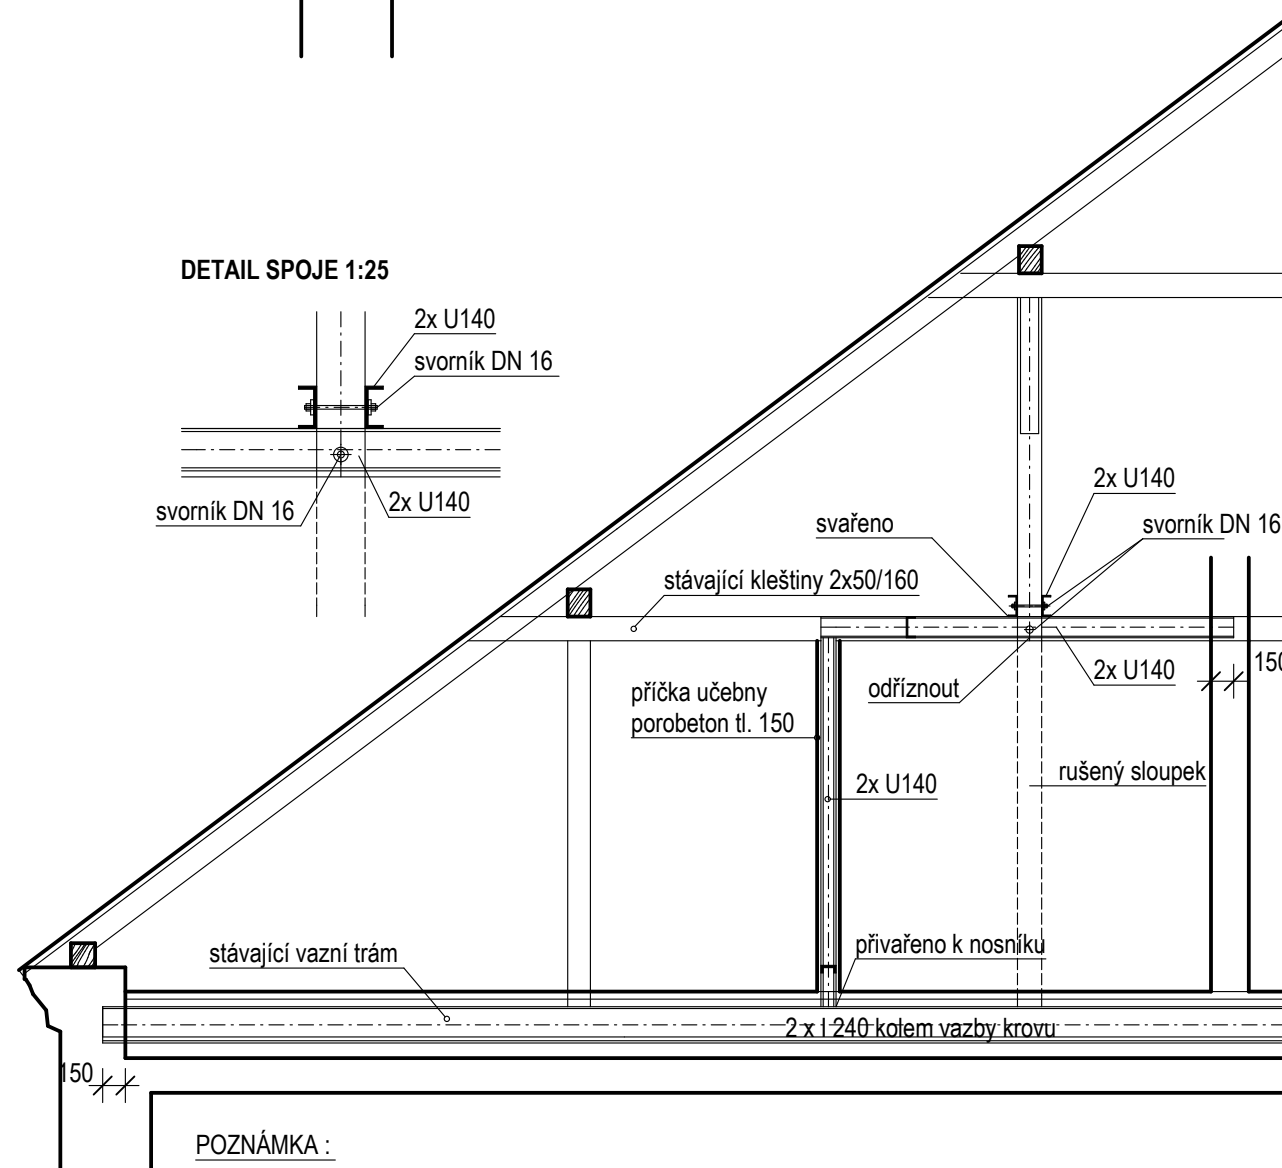 DETAIL SPOJE 1:25
2x U140
svorník DN 16
svorník DN 16
2x U140
2x U140
svařeno
svorník DN 16
stávající kleštiny 2x50/160
příčka učebny
porobeton tl. 150
odříznout
2x U140
150
2x U140
rušený sloupek
stávající vazní trám
přivařeno k nosníku
2 x I 240 kolem vazby krovu
150
POZNÁMKA :